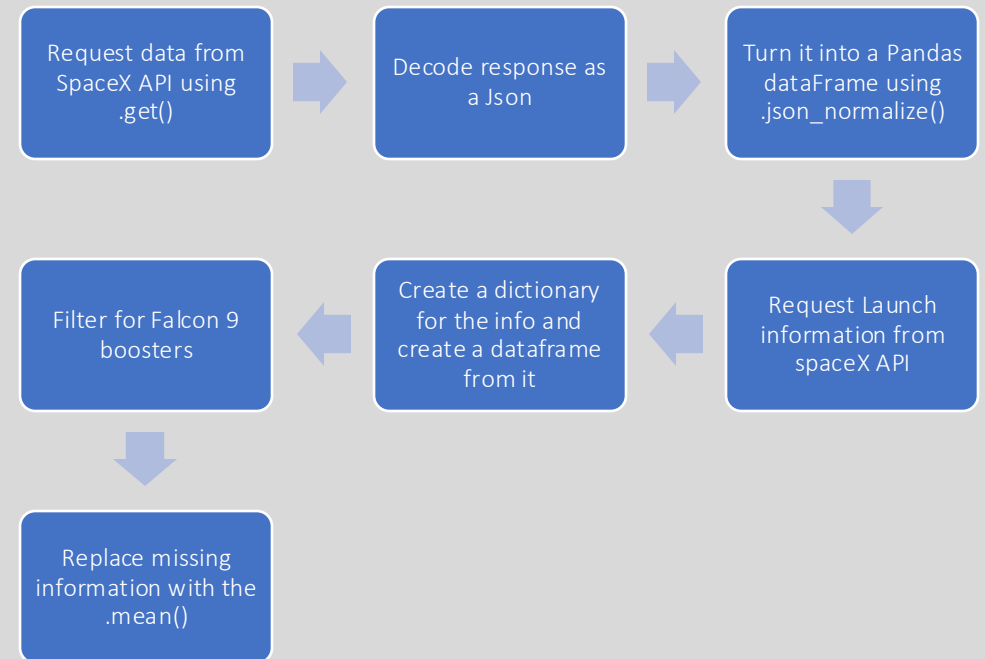 Request data from
SpaceX API using
.get()
Decode response as
a Json
Turn it into a Pandas
dataFrame using
.json_normalize()
Request Launch
information from
spaceX API
Create a dictionary
for the info and
create a dataframe
from it
Filter for Falcon 9
boosters
Replace missing
information with the
.mean()